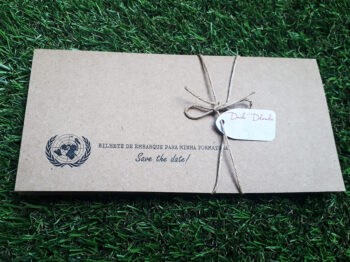 BILHETE DE EMBARQUE PARA MINHA FORMATURA
Save the date!